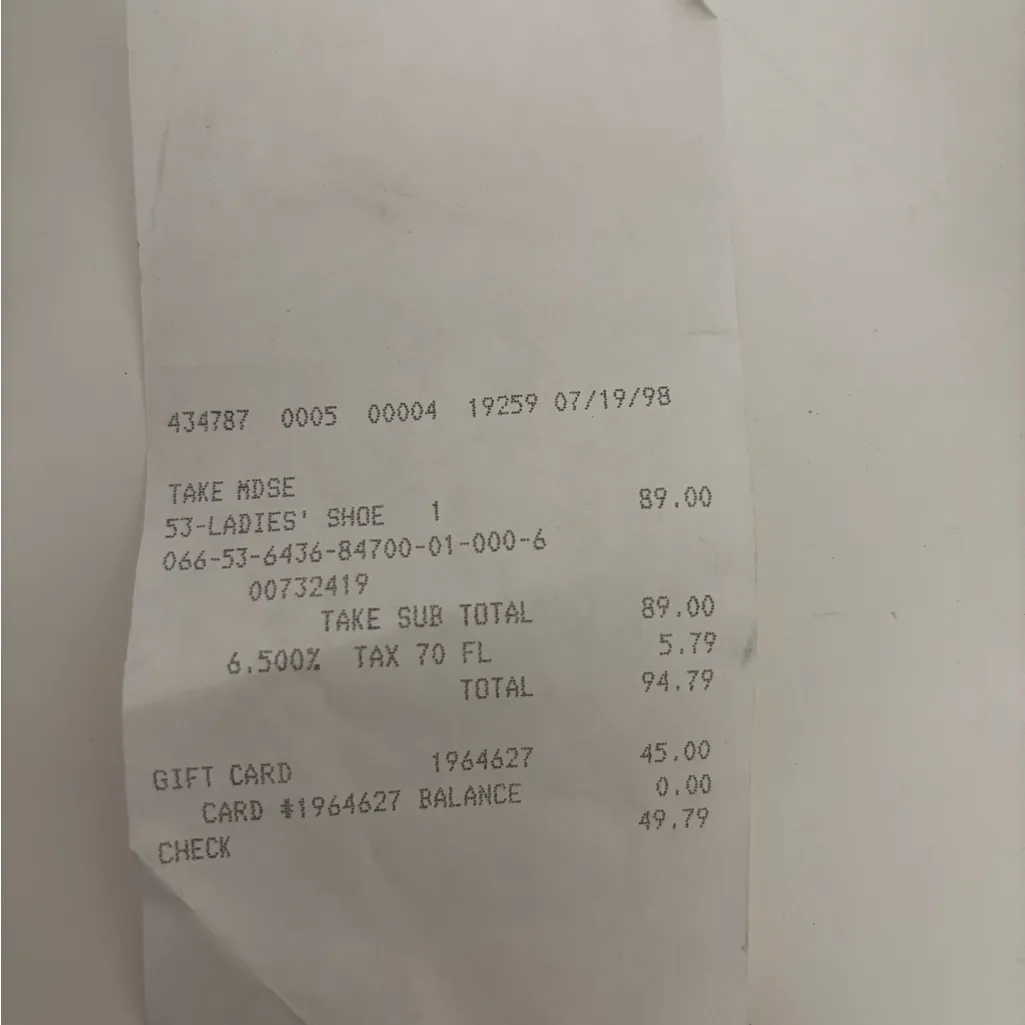 434787 0005 00004 19259 07/19/98
TAKE MDSE
53-LADIES' SHOE 1 89.00
066-53-6436-84700-01-000-6
00732419
TAKE SUB TOTAL 89.00
6.500% TAX 70 FL 5.79
TOTAL 94.79
GIFT CARD 1964627 45.00
CARD #1964627 BALANCE 0.00
CHECK 49.79